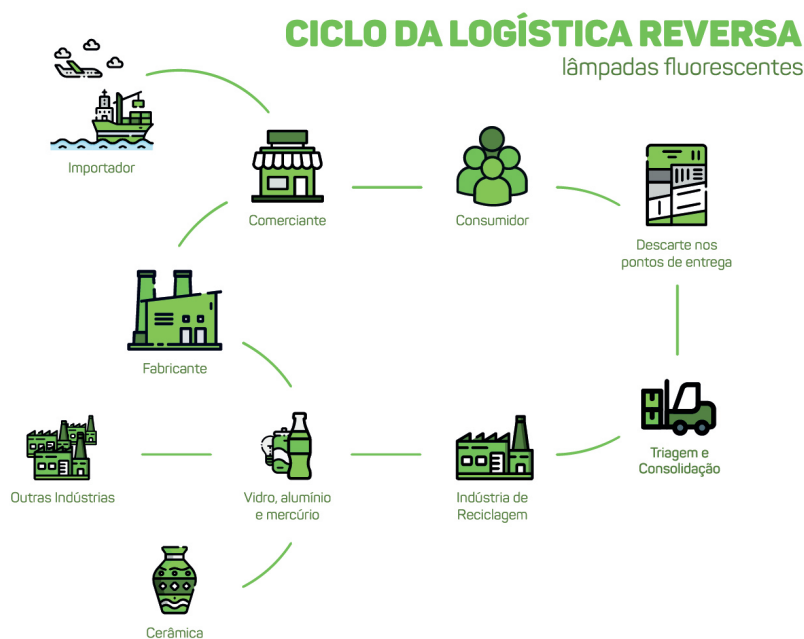 CICLO DA LOGÍSTICA REVERSA
lâmpadas fluorescentes
Importador
Comerciante
Consumidor
Descarte nos
pontos de entrega
Fabricante
Triagem e
Consolidação
Outras Indústrias
Vidro, alumínio
e mercúrio
Indústria de
Reciclagem
Cerâmica